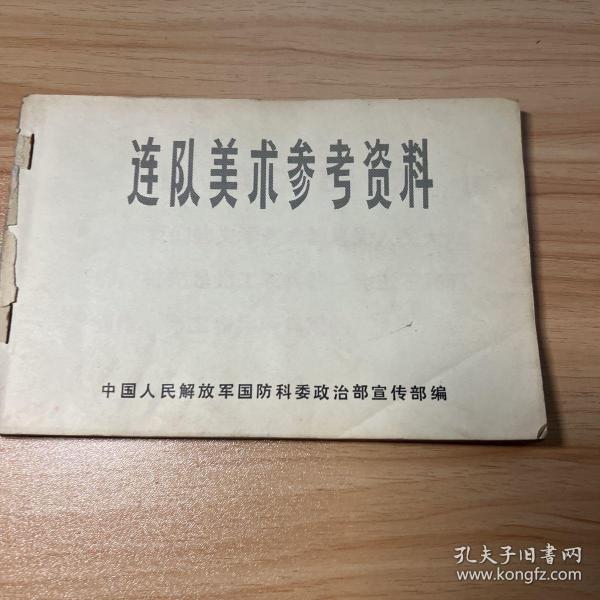 连队美术参考资料
中国人民解放军国防科委政治部宣传部编
孔夫子旧书网
www.kongfz.com